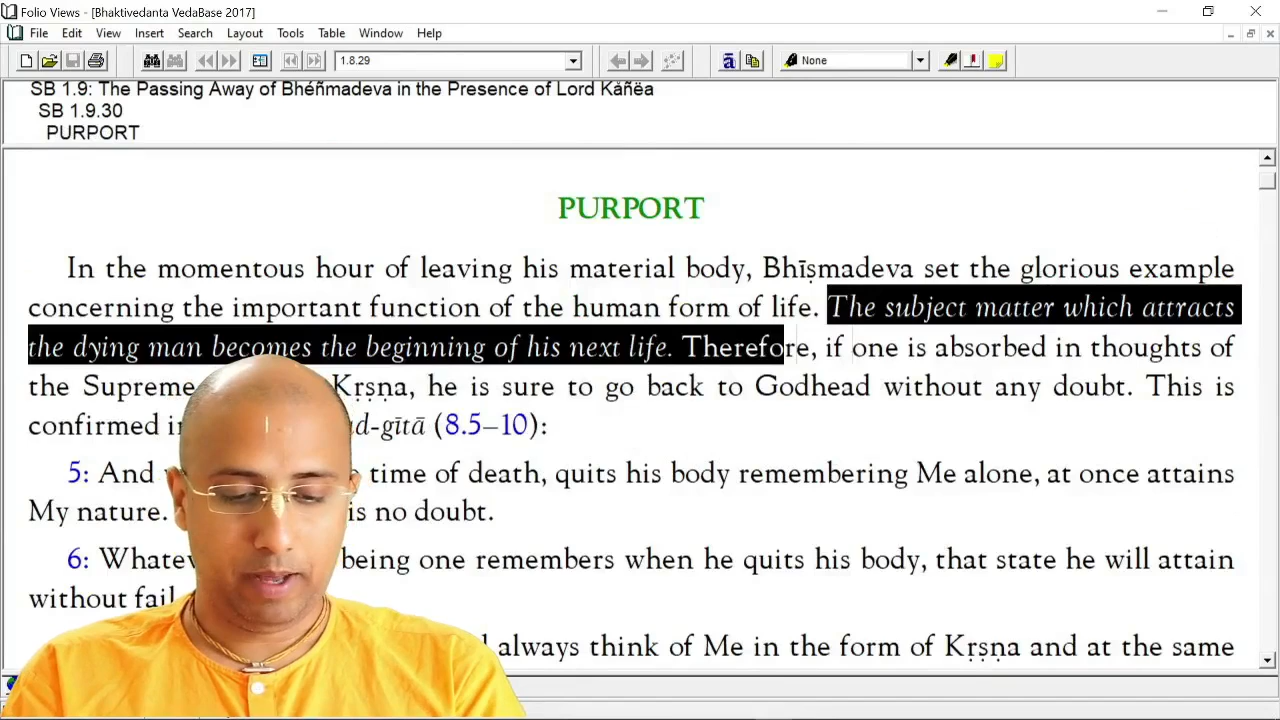 Folio Views - [Bhaktivedanta VedaBase 2017]
File Edit View Insert Search Layout Tools Table Window Help
1.8.29
None
SB 1.9: The Passing Away of Bhéñmadeva in the Presence of Lord Kåñëa
SB 1.9.30
PURPORT
PURPORT
In the momentous hour of leaving his material body, Bhīṣmadeva set the glorious example
concerning the important function of the human form of life. The subject matter which attracts
the dying man becomes the beginning of his next life. Therefore, if one is absorbed in thoughts of
the Supreme Kṛṣṇa, he is sure to go back to Godhead without any doubt. This is
confirmed in d-gītā (8.5–10):
5: And time of death, quits his body remembering Me alone, at once attains
My nature. is no doubt.
6: being one remembers when he quits his body, that state he will attain
without fail
always think of Me in the form of Kṛṣṇa and at the same